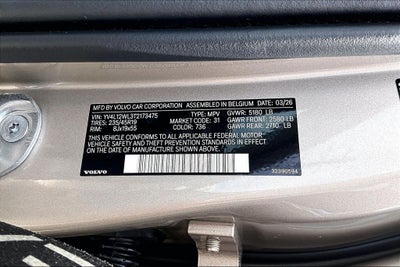 MFD BY VOLVO CAR CORPORATION ASSEMBLED IN BELGIUM DATE: 03/26
VIN: YV4L12WL3T2173475 TYPE: MPV GVWR: 5180 LB
TIRES: 235/45R19 MARKET SIGN: 31 GAWR FRONT: 2580 LB
RIM: 8Jx19x55 COLOR: 736 GAWR REAR: 2710 LB
THIS VEHICLE CONFORMS TO ALL APPLICABLE FEDERAL MOTOR
VEHICLE SAFETY AND THEFT PREVENTION STANDARDS IN EFFECT
ON THE DATE OF MANUFACTURE SHOWN ABOVE.
VOLVO
32390594